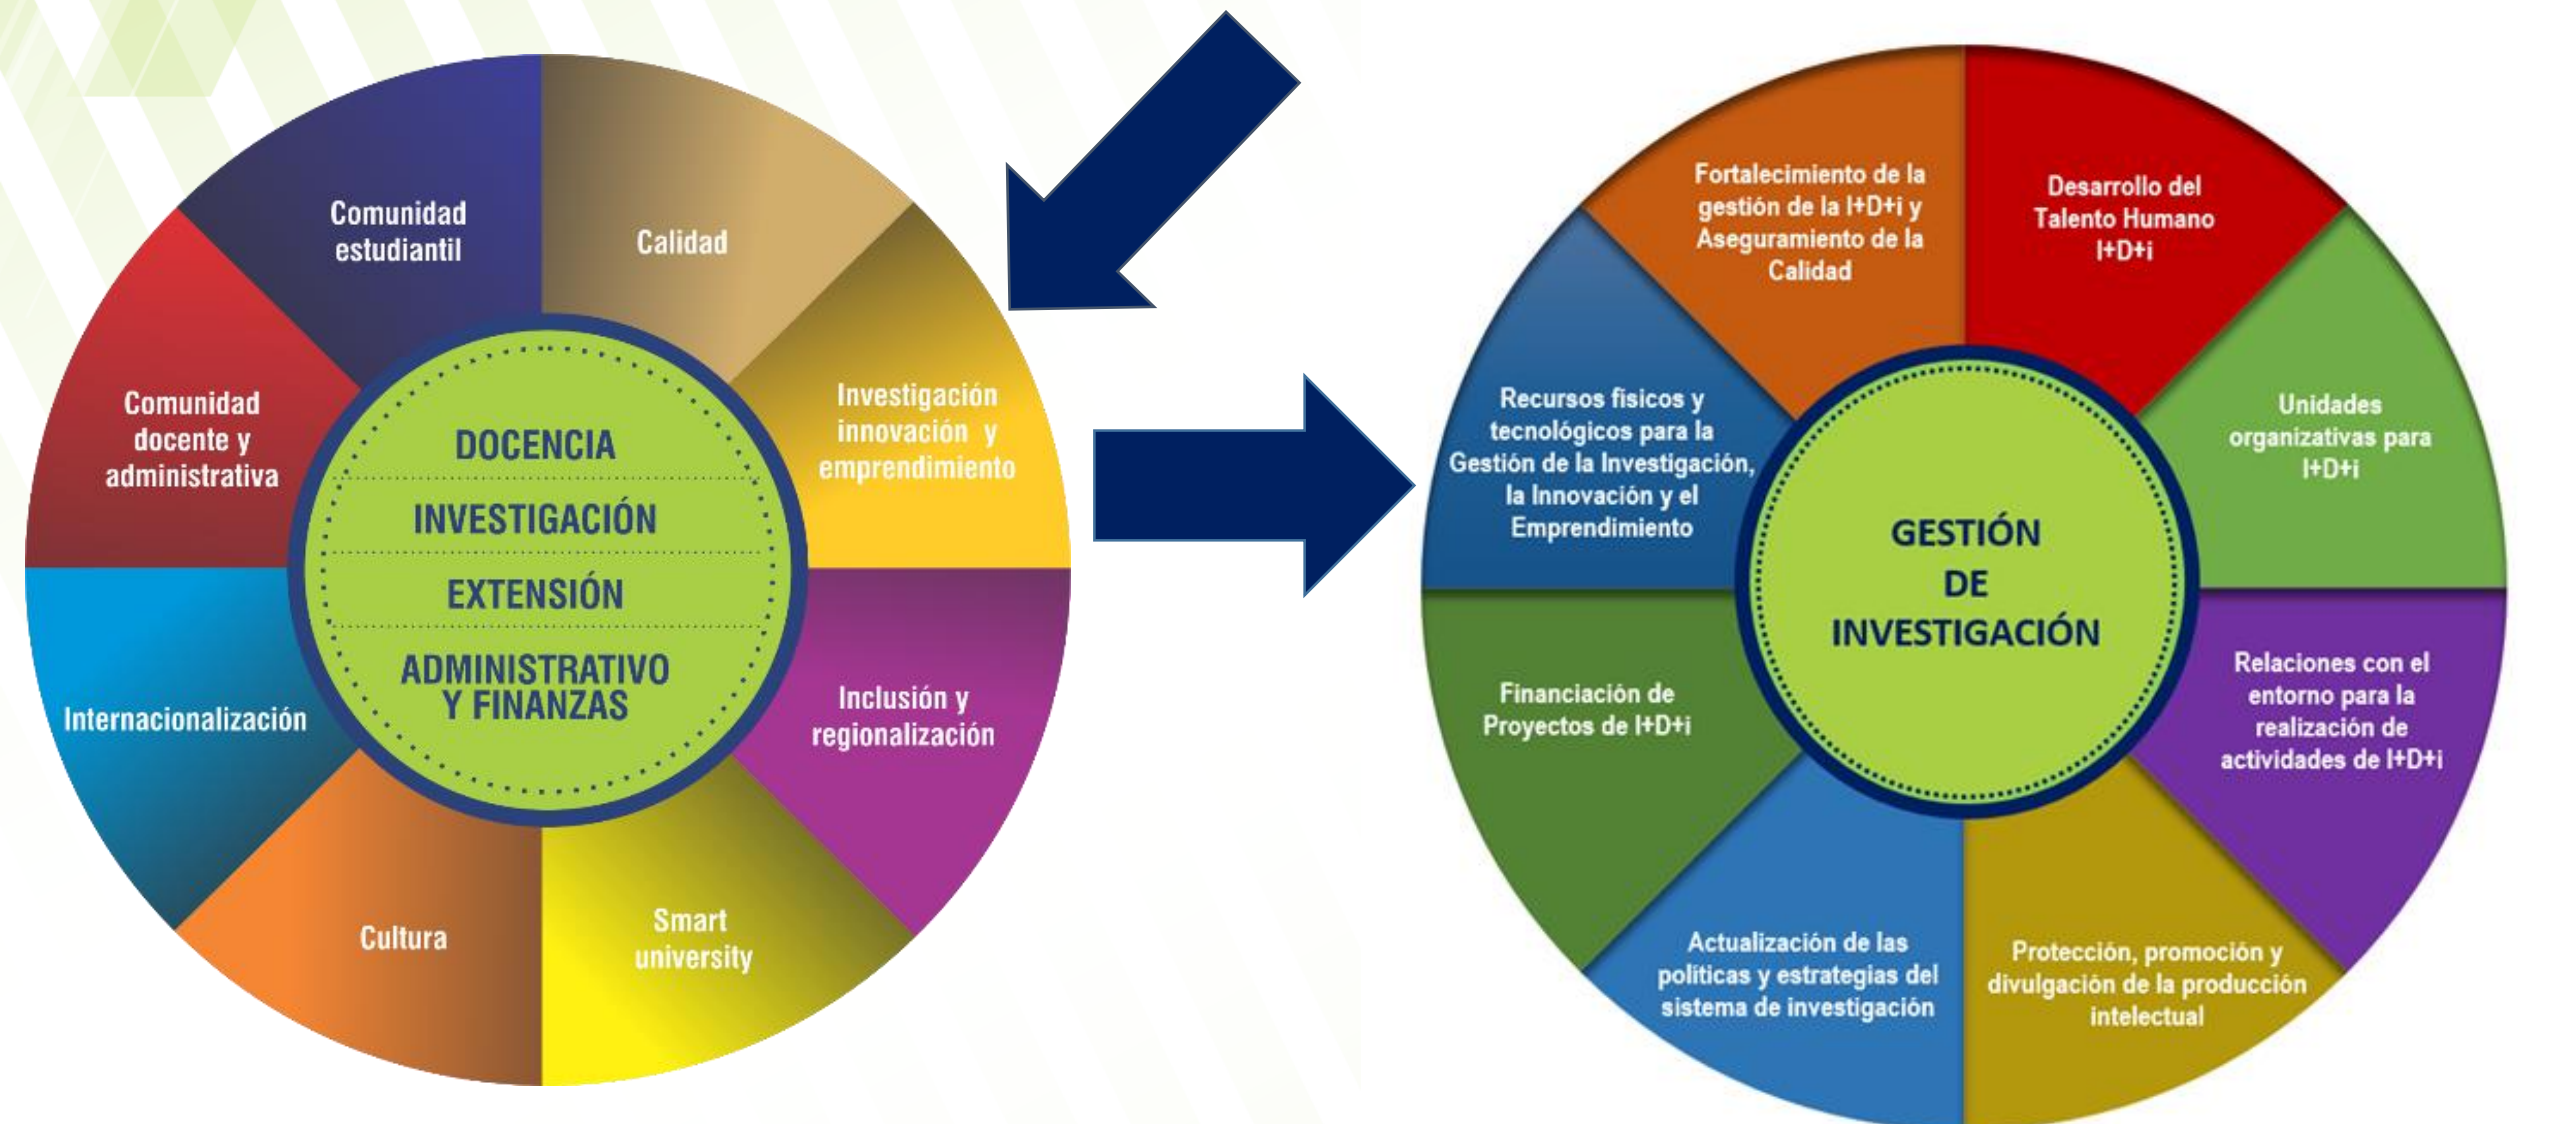 Comunidad
estudiantil
Calidad
Investigación
innovación y
emprendimiento
Inclusión y
regionalización
Smart
university
Cultura
Internacionalización
Comunidad
docente y
administrativa
DOCENCIA
INVESTIGACIÓN
EXTENSIÓN
ADMINISTRATIVO
Y FINANZAS
Fortalecimiento de la
gestión de la I+D+i y
Aseguramiento de la
Calidad
Desarrollo del
Talento Humano
I+D+i
Unidades
organizativas para
I+D+i
Relaciones con el
entorno para la
realización de
actividades de I+D+i
Protección, promoción y
divulgación de la producción
intelectual
Actualización de las
políticas y estrategias del
sistema de investigación
Financiación de
Proyectos de I+D+i
Recursos físicos y
tecnológicos para la
Gestión de la Investigación,
la Innovación y el
Emprendimiento
GESTIÓN
DE
INVESTIGACIÓN